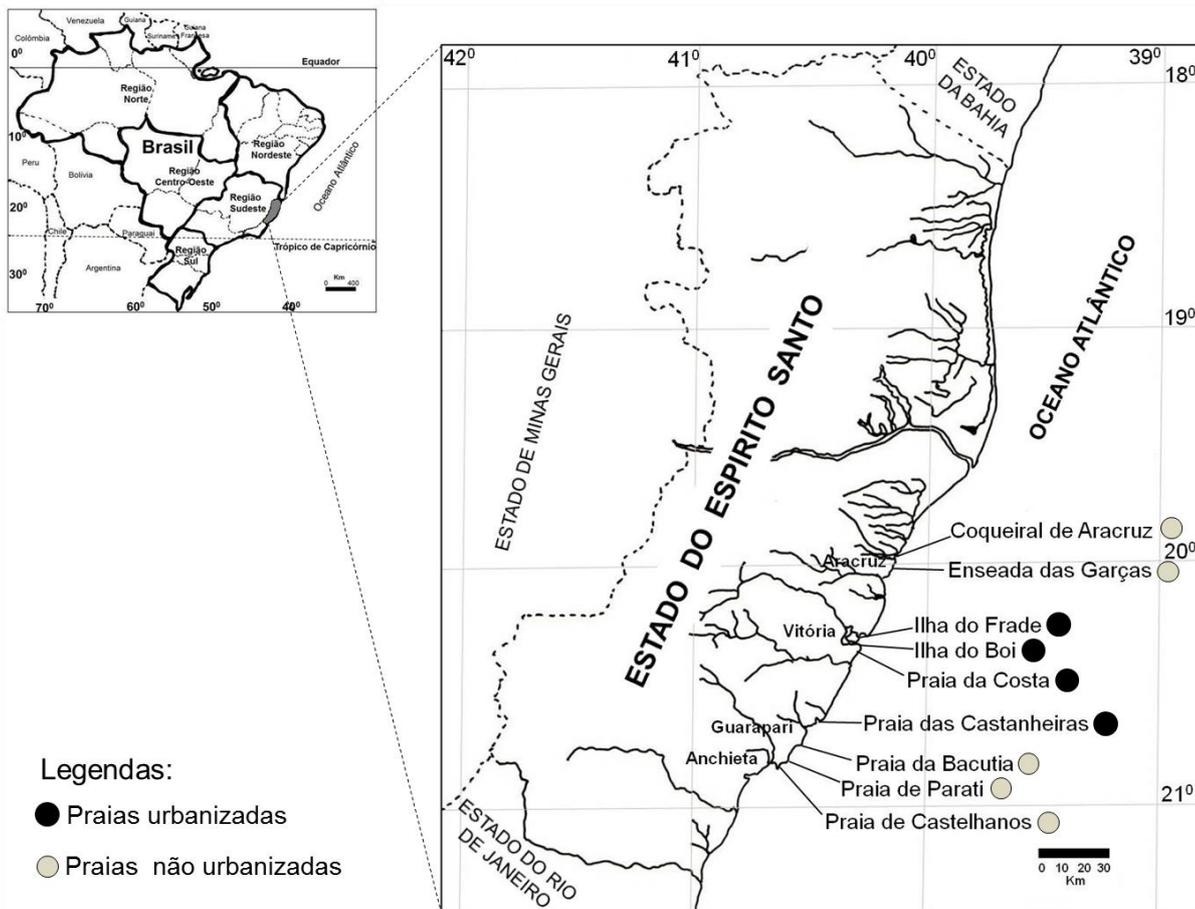 Venezuela
Guiana
Suriname
Guiana
Francesa
Colômbia
0⁰
Equador
Região
Norte
10⁰
Brasil
Região
Nordeste
Peru
Bolívia
Região
Centro-Oeste
Oceano Atlântico
Região
Sudeste
20⁰
Chile
Paraguai
Trópico de Capricórnio
Região
Sul
Argentina
30⁰
Km
0 400
70⁰ 60⁰ 50⁰ 40⁰
42⁰ 41⁰ 40⁰ 39⁰
18⁰
ESTADO
DA BAHIA
OCEANO ATLÂNTICO
19⁰
ESTADO DE MINAS GERAIS
ESTADO DO ESPIRITO SANTO
Coqueiral de Aracruz
Aracruz
20⁰
Enseada das Garças
Vitória
Ilha do Frade
Ilha do Boi
Praia da Costa
Guarapari
Praia das Castanheiras
Anchieta
Praia da Bacutia
Praia de Parati
21⁰
Praia de Castelhanos
ESTADO DO RIO
DE JANEIRO
0 10 20 30
Km
Legendas:
Praias urbanizadas
Praias não urbanizadas